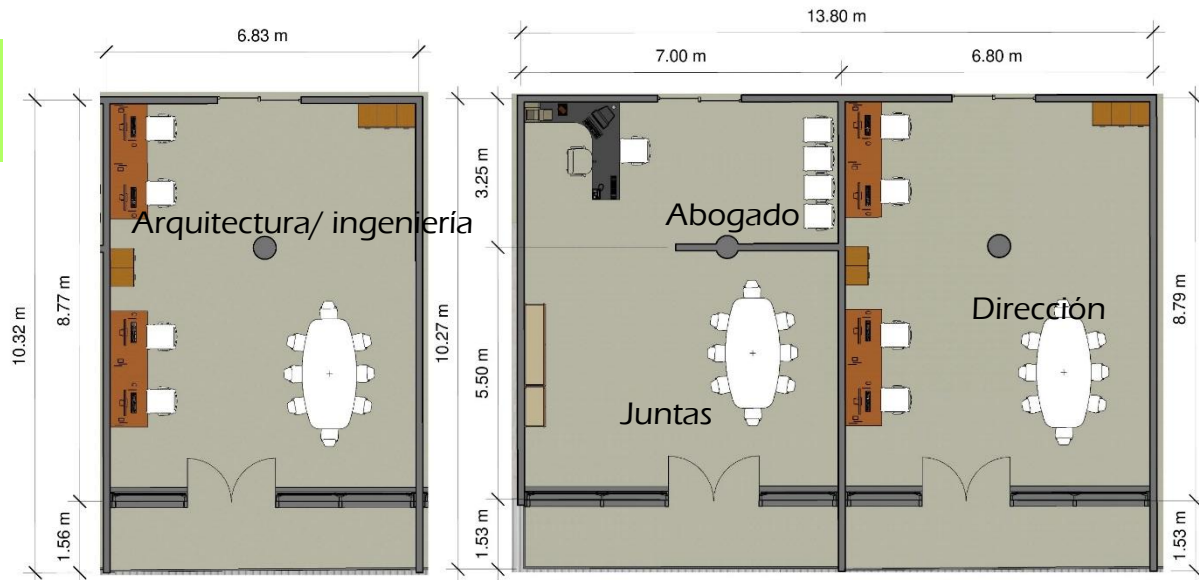 13.80 m
6.83 m
7.00 m
6.80 m
3.25 m
Arquitectura/ ingeniería
Abogado
10.32 m
8.77 m
10.27 m
5.50 m
8.79 m
Dirección
Juntas
1.56 m
1.53 m
1.53 m